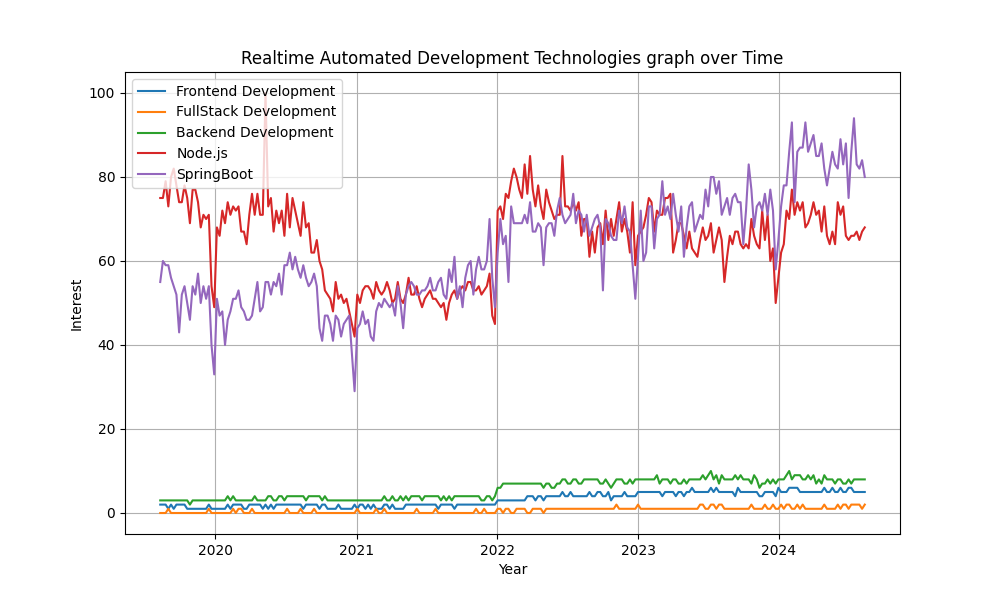 Realtime Automated Development Technologies graph over Time
100
80
60
40
20
0
Interest
Frontend Development
FullStack Development
Backend Development
Node.js
SpringBoot
2020
2021
2022
2023
2024
Year